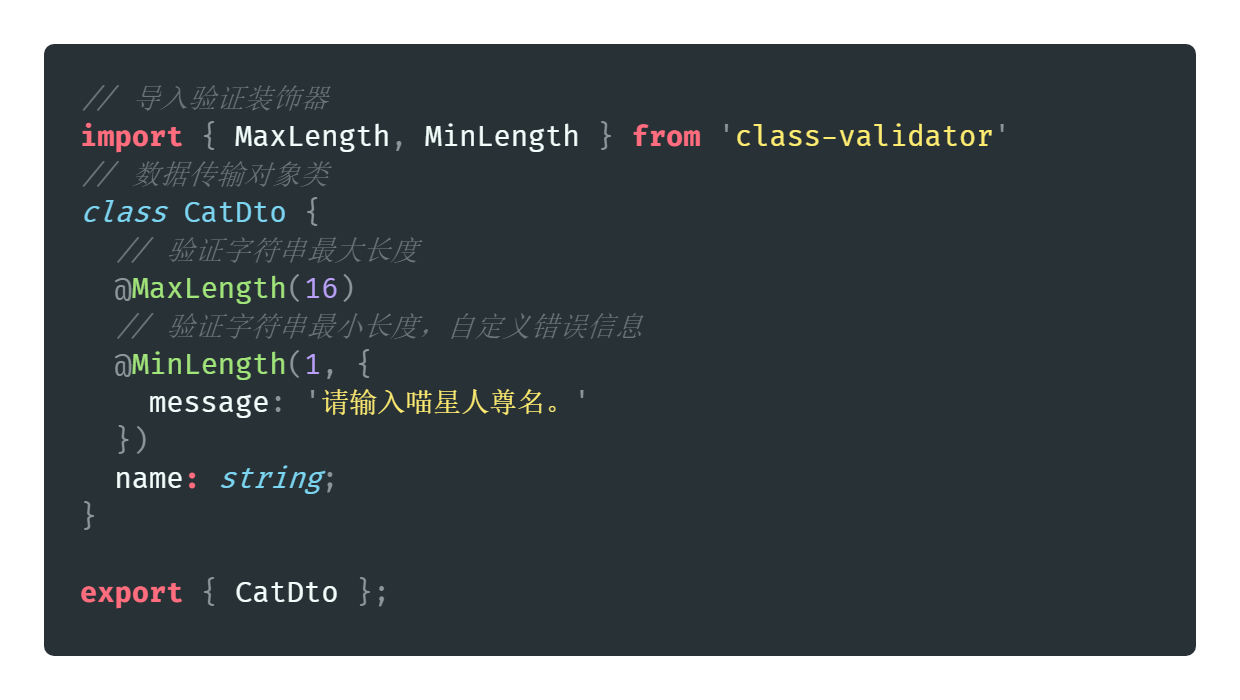 // 导入验证装饰器
import { MaxLength, MinLength } from 'class-validator'
// 数据传输对象类
class CatDto {
  // 验证字符串最大长度
  @MaxLength(16)
  // 验证字符串最小长度，自定义错误信息
  @MinLength(1, {
    message: '请输入喵星人尊名。'
  })
  name: string;
}

export { CatDto };